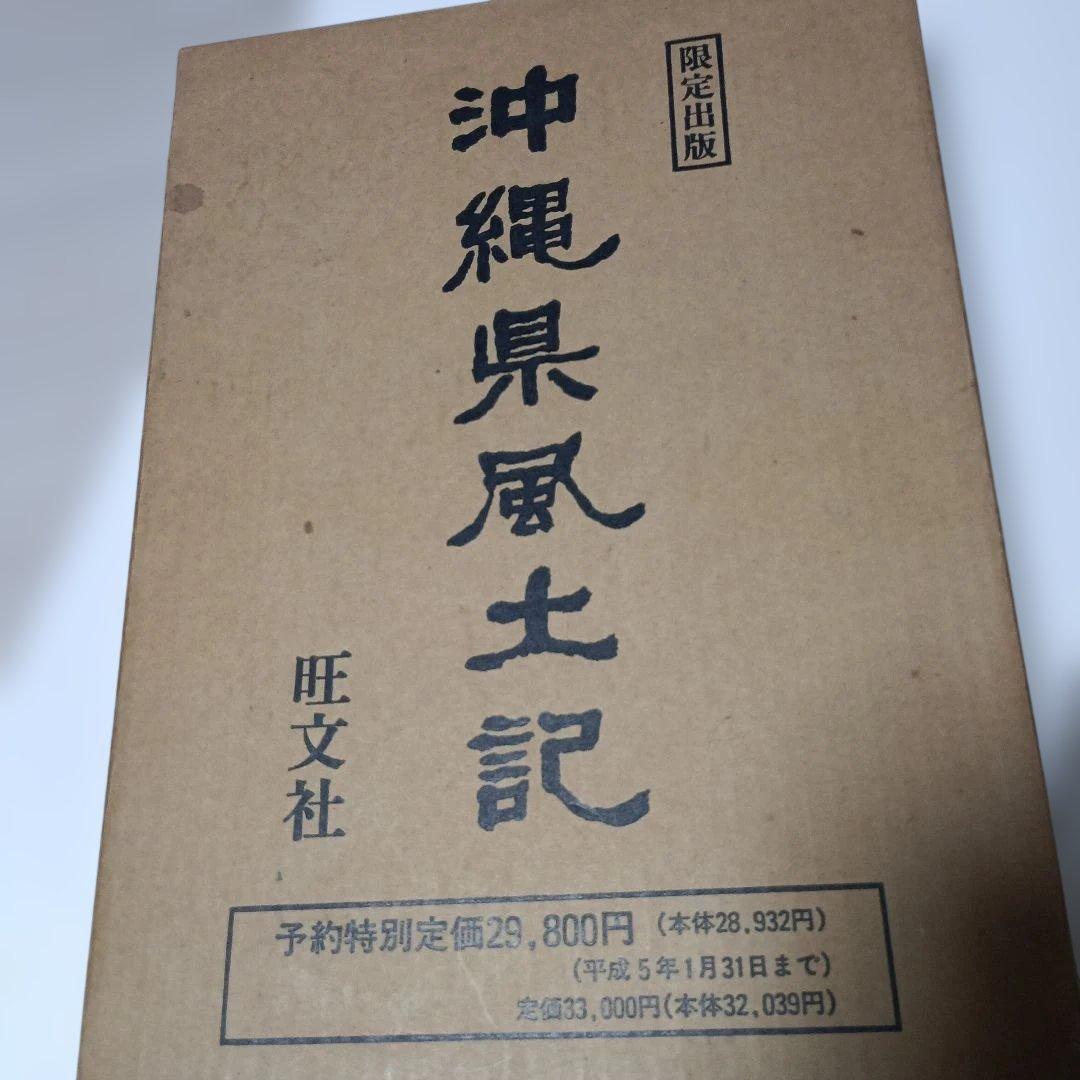 限定出版
沖縄県風土記
旺文社
予約特別定価29,800円 (本体28,932円)
(平成5年1月31日まで)
定価33,000円(本体32,039円)